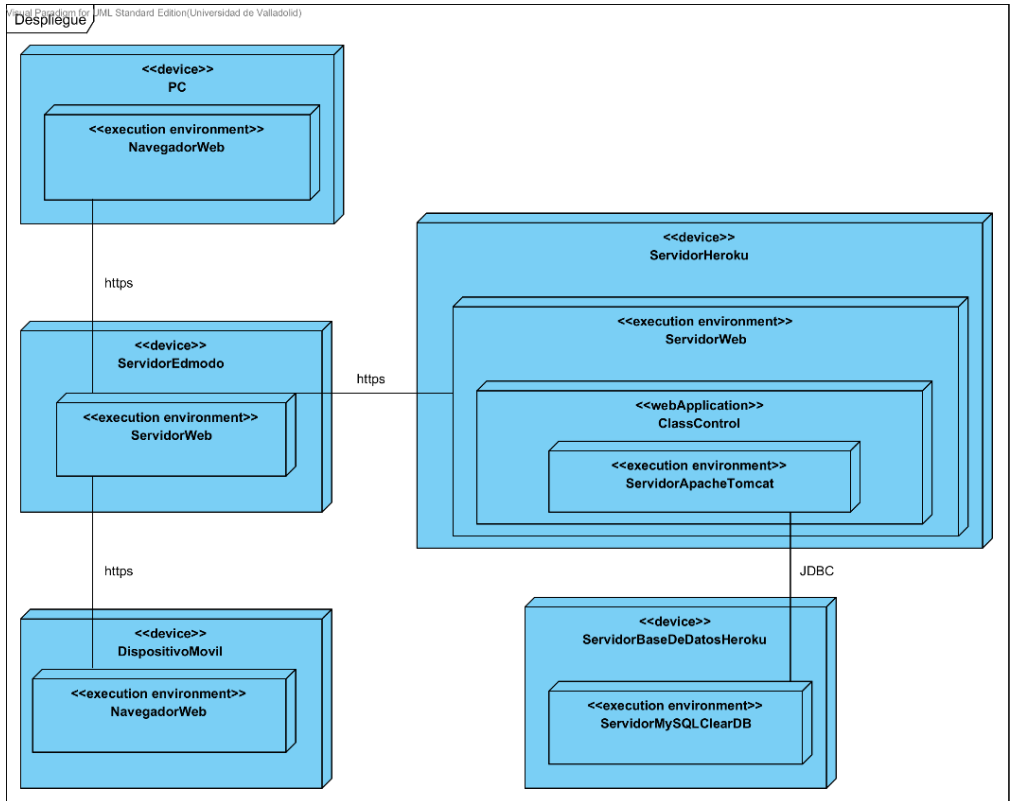 Visual Paradigm for UML Standard Edition(Universidad de Valladolid)
Despliegue
<<device>>
PC
<<execution environment>>
NavegadorWeb
https
<<device>>
ServidorEdmodo
<<execution environment>>
ServidorWeb
https
<<device>>
ServidorHeroku
<<execution environment>>
ServidorWeb
<<webApplication>>
ClassControl
<<execution environment>>
ServidorApacheTomcat
https
JDBC
<<device>>
DispositivoMovil
<<execution environment>>
NavegadorWeb
<<device>>
ServidorBaseDeDatosHeroku
<<execution environment>>
ServidorMySQLClearDB